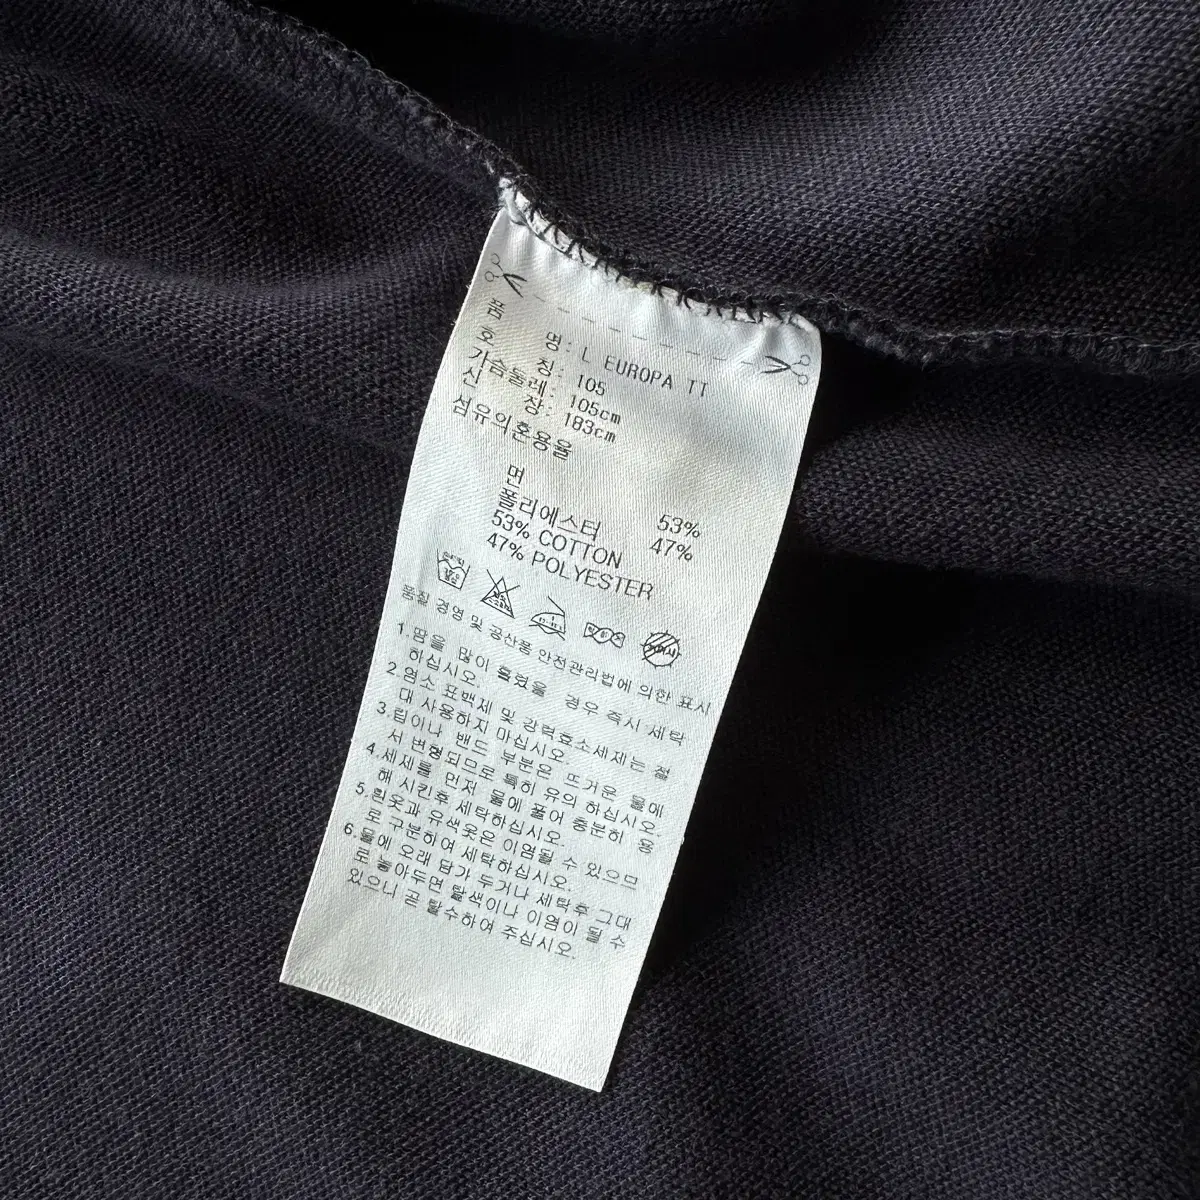 품 명: L EUROPA TT
호 칭: 105
가슴둘레: 105cm
신 장: 183cm
섬유의혼용율
면 53%
폴리에스터 47%
53% COTTON
47% POLYESTER
품질 경영 및 공산품 안전관리법에 의한 표시
1.땀을 많이 흘렸을 경우 즉시 세탁
하십시오.
2.염소 표백제 및 강력효소세제는 절
대 사용하지 마십시오.
3.립이나 밴드 부분은 뜨거운 물에
서 변형되므로 특히 유의 하십시오.
4.세제를 먼저 물에 풀어 충분히 용
해 시킨후 세탁하십시오.
5.흰옷과 유색옷은 이염될 수 있으므
로 구분하여 세탁하십시오.
6.물에 오래 담가 두거나 세탁후 그대
로 놓아두면 탈색이나 이염이 될 수
있으니 곧 탈수하여 주십시오.